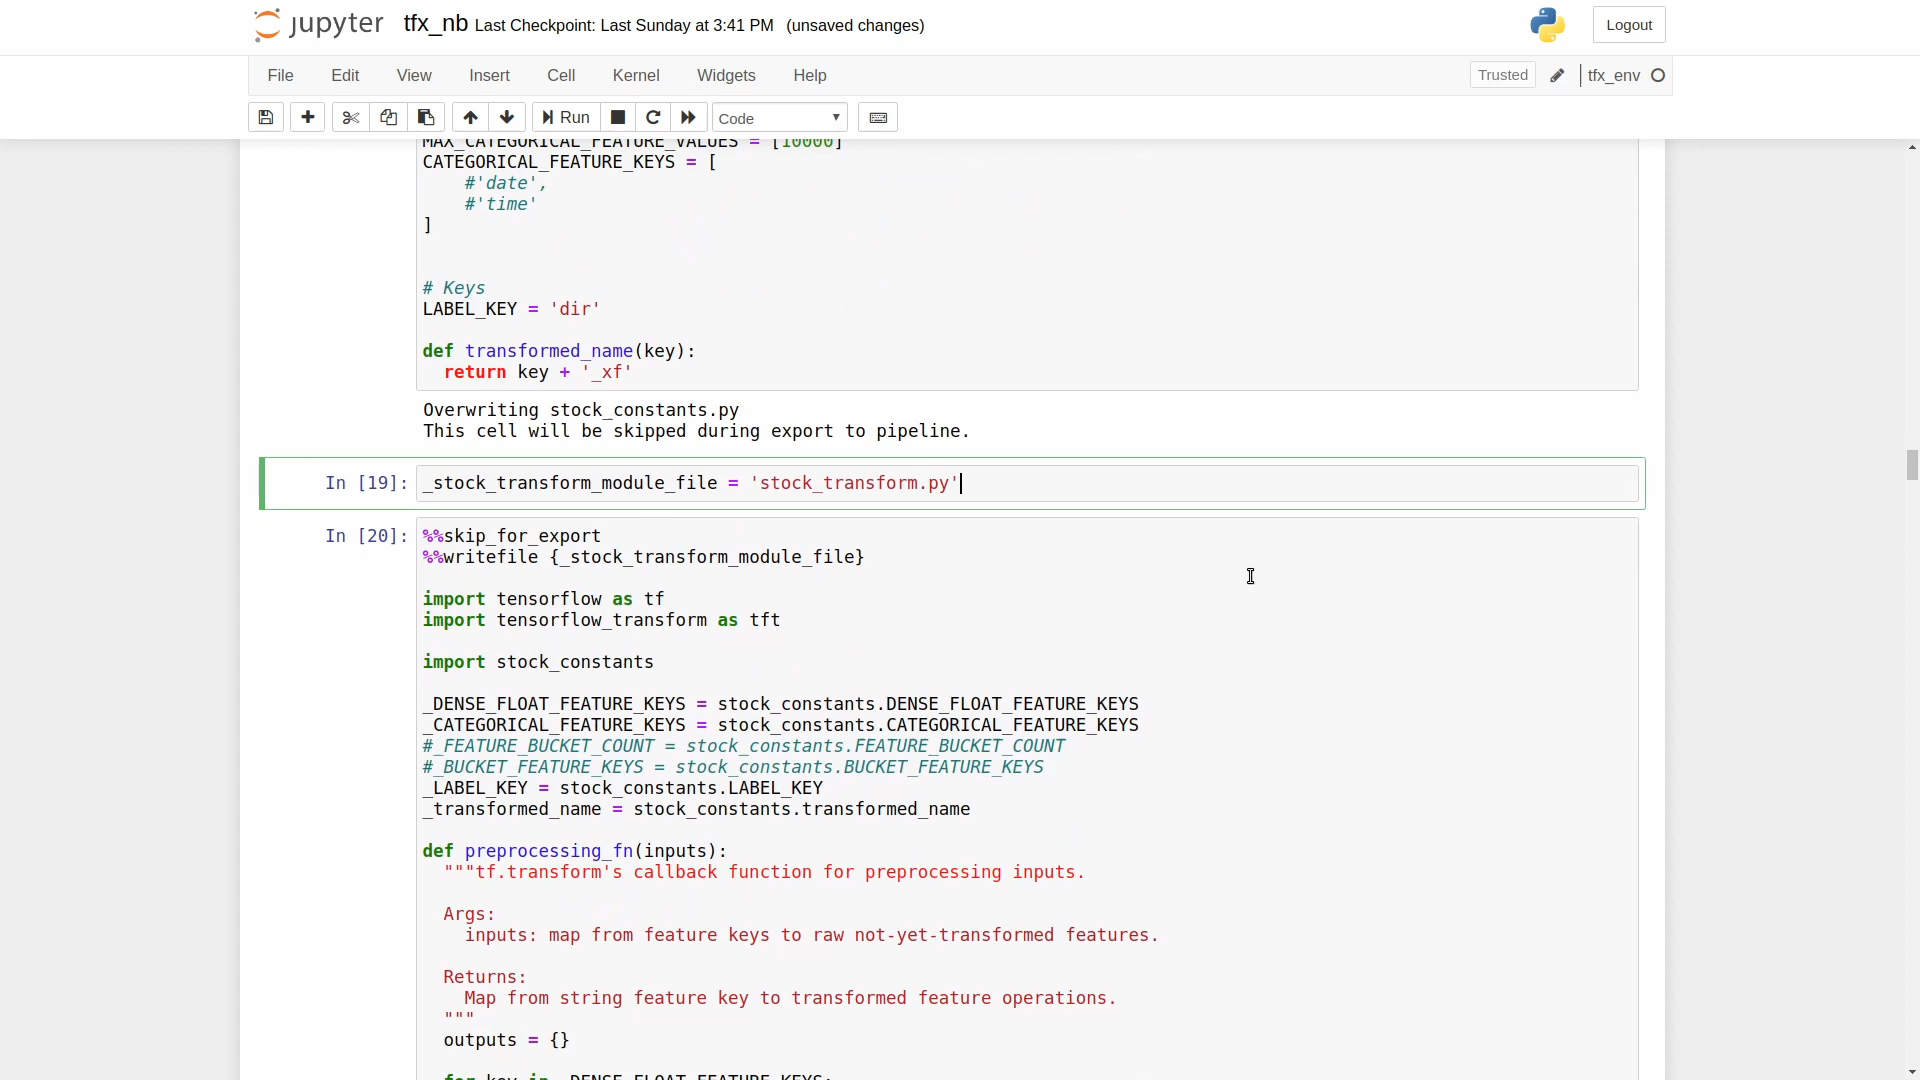 jupyter tfx_nb Last Checkpoint: Last Sunday at 3:41 PM (unsaved changes) Logout
File Edit View Insert Cell Kernel Widgets Help Trusted tfx_env
Run Code
MAX_CATEGORICAL_FEATURE_VALUES = [10000]
CATEGORICAL_FEATURE_KEYS = [
    #'date',
    #'time'
]
# Keys
LABEL_KEY = 'dir'
def transformed_name(key):
  return key + '_xf'
Overwriting stock_constants.py
This cell will be skipped during export to pipeline.
In [19]: _stock_transform_module_file = 'stock_transform.py'
In [20]: %%skip_for_export
%%writefile {_stock_transform_module_file}
import tensorflow as tf
import tensorflow_transform as tft
import stock_constants
_DENSE_FLOAT_FEATURE_KEYS = stock_constants.DENSE_FLOAT_FEATURE_KEYS
_CATEGORICAL_FEATURE_KEYS = stock_constants.CATEGORICAL_FEATURE_KEYS
#_FEATURE_BUCKET_COUNT = stock_constants.FEATURE_BUCKET_COUNT
#_BUCKET_FEATURE_KEYS = stock_constants.BUCKET_FEATURE_KEYS
_LABEL_KEY = stock_constants.LABEL_KEY
_transformed_name = stock_constants.transformed_name
def preprocessing_fn(inputs):
  """tf.transform's callback function for preprocessing inputs.
  Args:
    inputs: map from feature keys to raw not-yet-transformed features.
  Returns:
    Map from string feature key to transformed feature operations.
  """
  outputs = {}
  for key in _DENSE_FLOAT_FEATURE_KEYS: